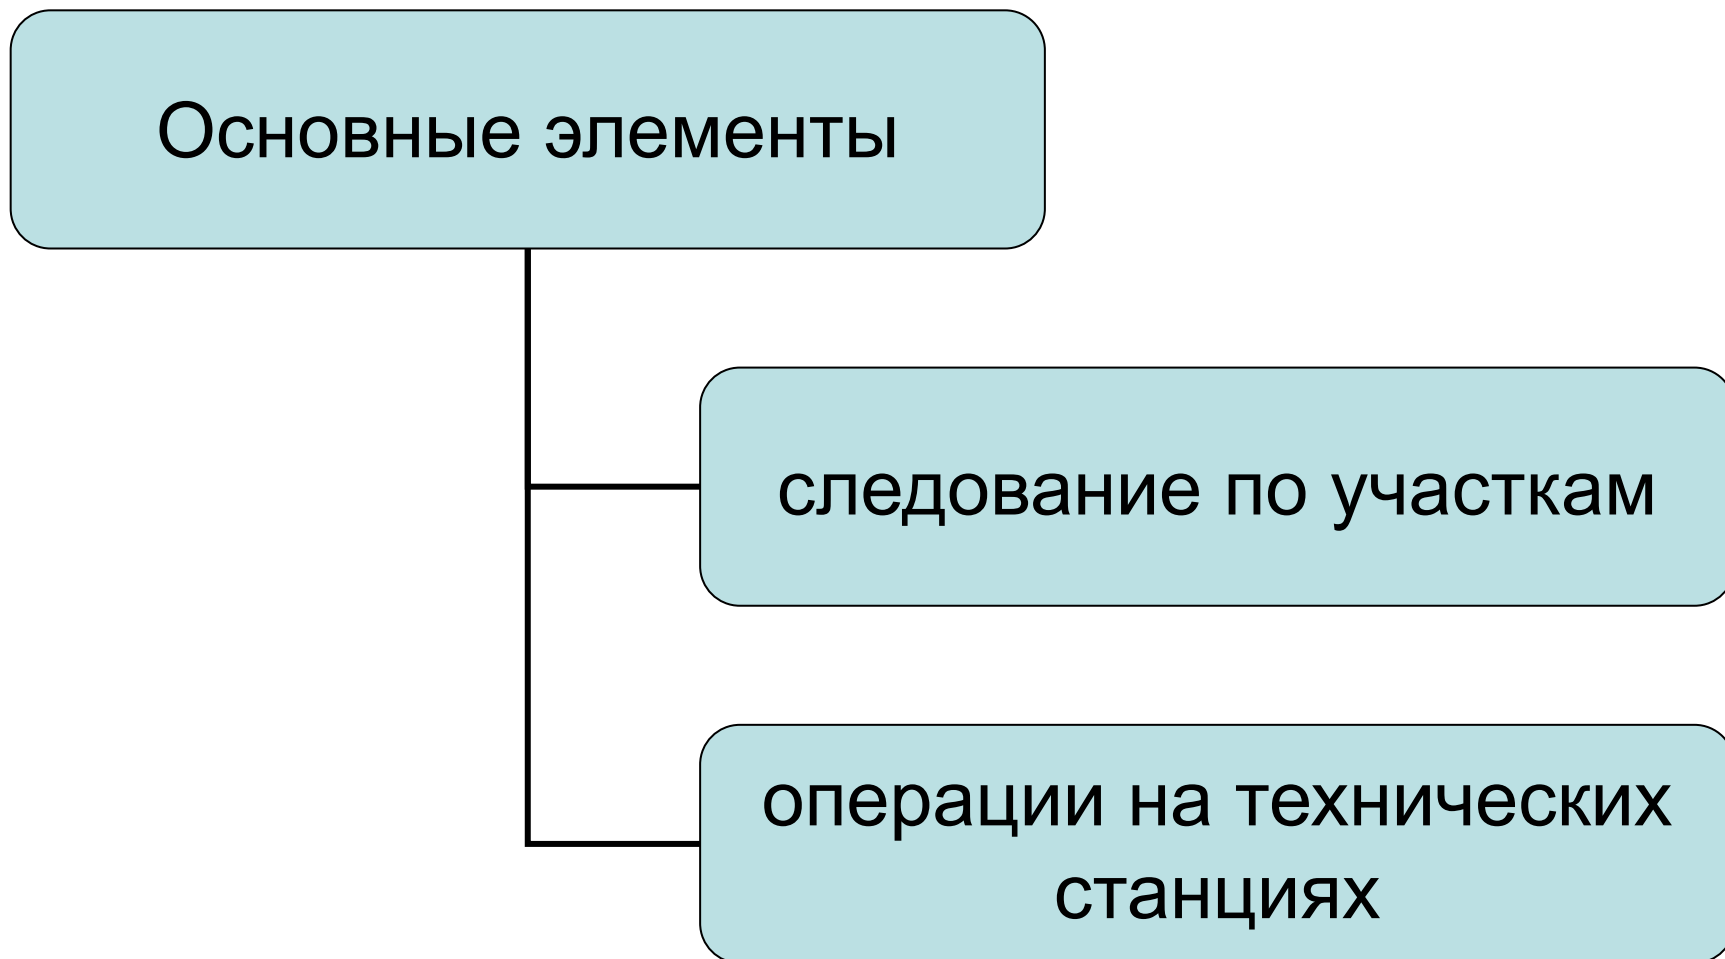 Основные элементы
следование по участкам
операции на технических
станциях